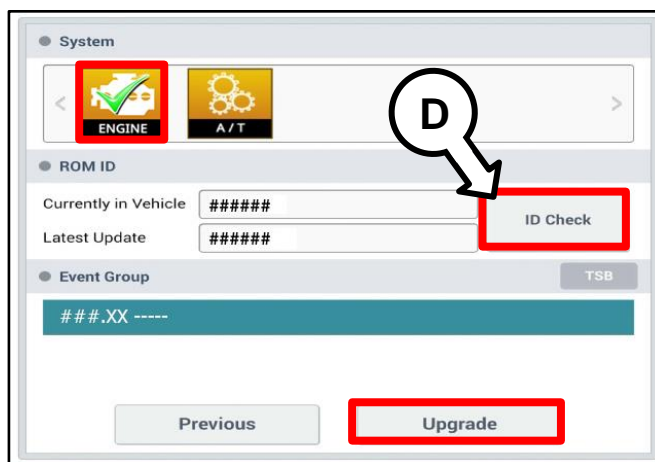 System
ENGINE
A/T
D
ROM ID
Currently in Vehicle ######
ID Check
Latest Update ######
Event Group
TSB
###.XX -----
Previous
Upgrade